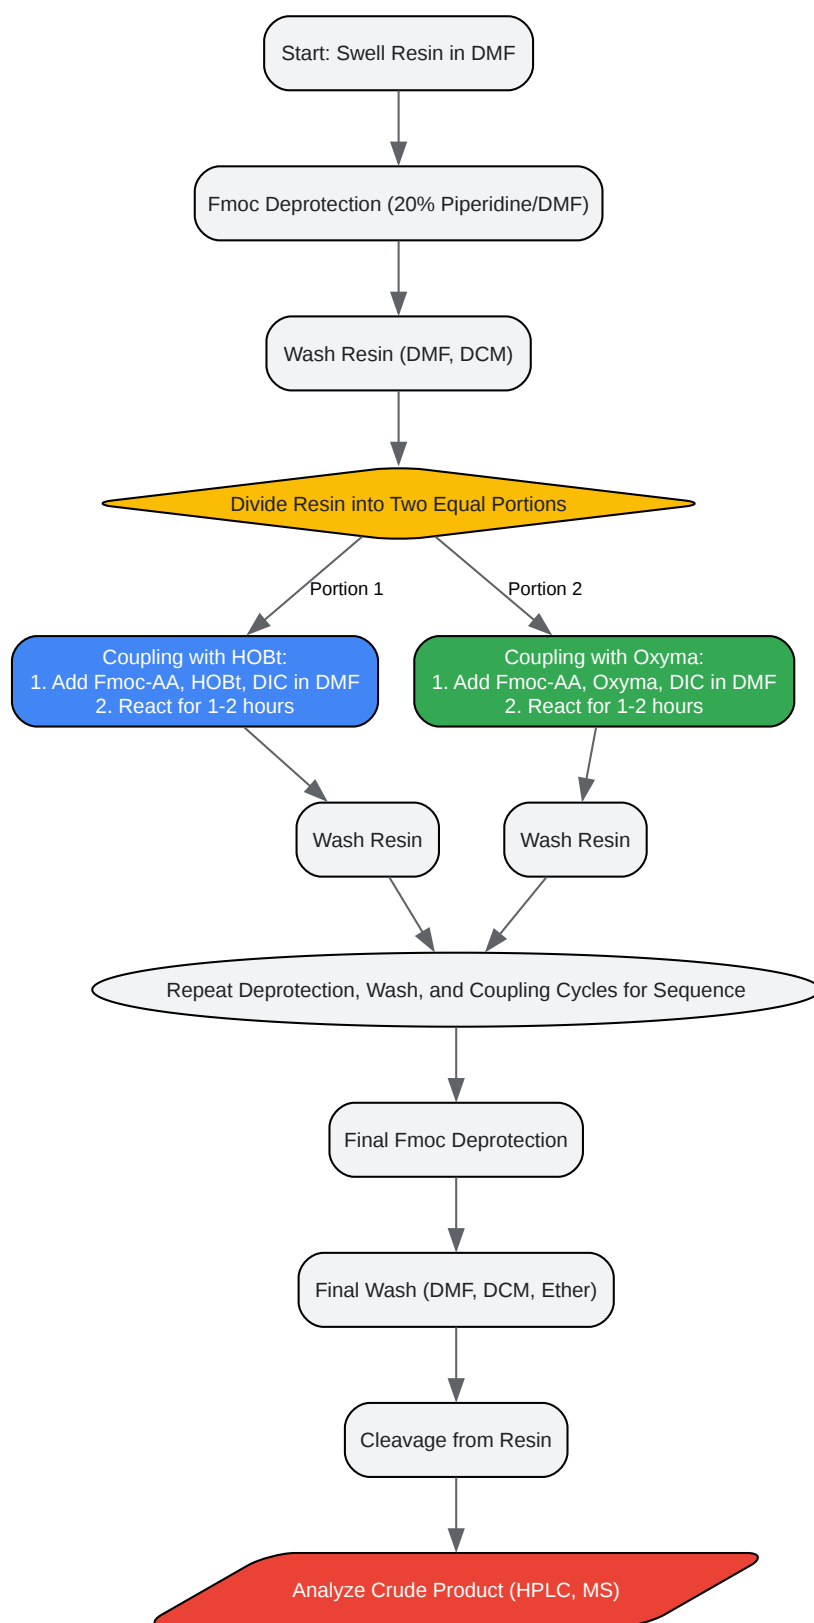 Start: Swell Resin in DMF
Fmoc Deprotection (20% Piperidine/DMF)
Wash Resin (DMF, DCM)
Divide Resin into Two Equal Portions
Portion 1
Portion 2
Coupling with HOBt:
1. Add Fmoc-AA, HOBt, DIC in DMF
2. React for 1-2 hours
Coupling with Oxyma:
1. Add Fmoc-AA, Oxyma, DIC in DMF
2. React for 1-2 hours
Wash Resin
Wash Resin
Repeat Deprotection, Wash, and Coupling Cycles for Sequence
Final Fmoc Deprotection
Final Wash (DMF, DCM, Ether)
Cleavage from Resin
Analyze Crude Product (HPLC, MS)